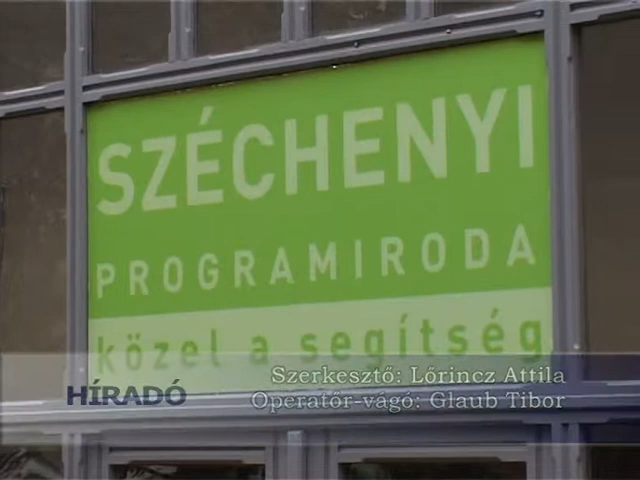 SZÉCHENYI
PROGRAMIRODA
közel a segítség
Szerkesztő: Lőrincz Attila
HÍRADÓ
Operatőr-vágó: Glaub Tibor